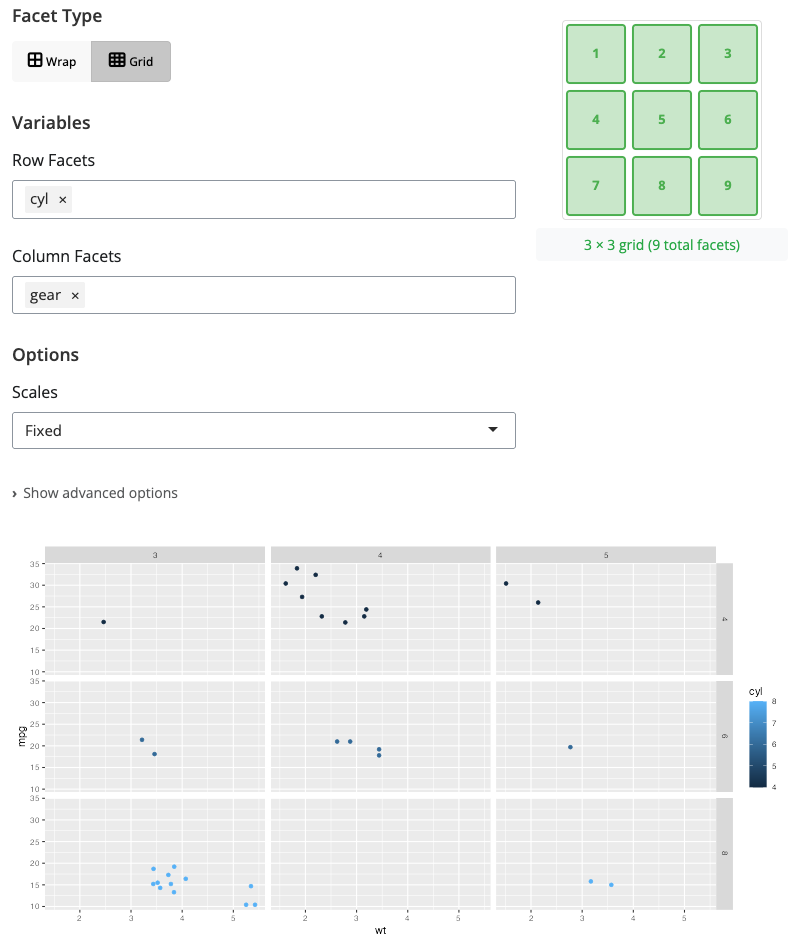 Facet Type
Wrap
Grid
Variables
Row Facets
cyl ×
Column Facets
gear ×
Options
Scales
Fixed
› Show advanced options
1 2 3
4 5 6
7 8 9
3 × 3 grid (9 total facets)
3 4 5
35
30
25
20
15
10
4
35
30
25
20
15
10
6
35
30
25
20
15
10
8
mpg
2 3 4 5 2 3 4 5 2 3 4 5
wt
cyl
8
7
6
5
4